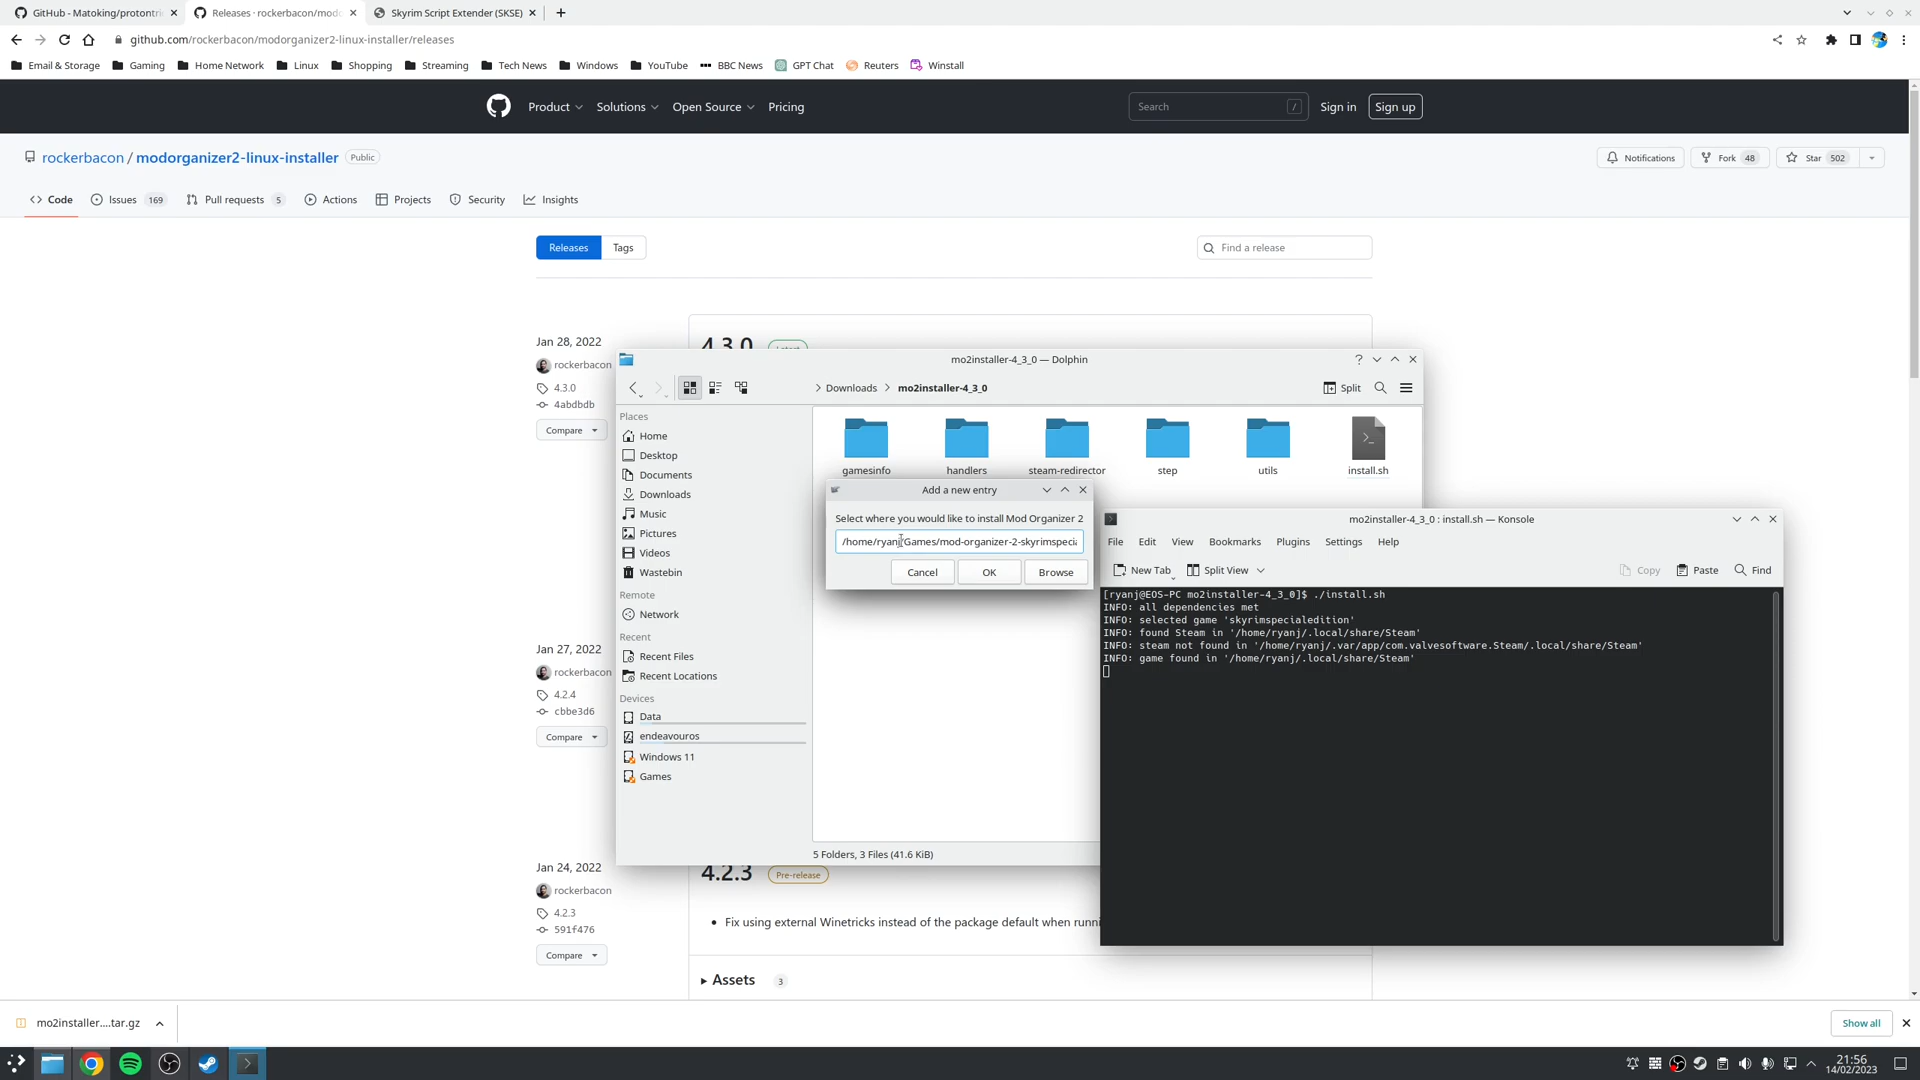 GitHub - Matoking/protontri
Releases · rockerbacon/modo
Skyrim Script Extender (SKSE)
github.com/rockerbacon/modorganizer2-linux-installer/releases
Email & Storage
Gaming
Home Network
Linux
Shopping
Streaming
Tech News
Windows
YouTube
BBC News
GPT Chat
Reuters
Winstall
Product
Solutions
Open Source
Pricing
Search /
Sign in
Sign up
rockerbacon / modorganizer2-linux-installer Public
Notifications
Fork 48
Star 502
Code
Issues 169
Pull requests 5
Actions
Projects
Security
Insights
Releases
Tags
Find a release
Jan 28, 2022
rockerbacon
4.3.0
4abdbdb
Compare
4.3.0 Latest
Jan 27, 2022
rockerbacon
4.2.4
cbbe3d6
Compare
Jan 24, 2022
rockerbacon
4.2.3
591f476
Compare
4.2.3 Pre-release
• Fix using external Winetricks instead of the package default when runni
Assets 3
mo2installer-4_3_0 — Dolphin
Downloads > mo2installer-4_3_0
Split
Places
Home
Desktop
Documents
Downloads
Music
Pictures
Videos
Wastebin
Remote
Network
Recent
Recent Files
Recent Locations
Devices
Data
endeavouros
Windows 11
Games
gamesinfo
handlers
steam-redirector
step
utils
install.sh
5 Folders, 3 Files (41.6 KiB)
Add a new entry
Select where you would like to install Mod Organizer 2
/home/ryanj/Games/mod-organizer-2-skyrimspecia
Cancel
OK
Browse
mo2installer-4_3_0 : install.sh — Konsole
File
Edit
View
Bookmarks
Plugins
Settings
Help
New Tab
Split View
Copy
Paste
Find
[ryanj@EOS-PC mo2installer-4_3_0]$ ./install.sh
INFO: all dependencies met
INFO: selected game 'skyrimspecialedition'
INFO: found Steam in '/home/ryanj/.local/share/Steam'
INFO: steam not found in '/home/ryanj/.var/app/com.valvesoftware.Steam/.local/share/Steam'
INFO: game found in '/home/ryanj/.local/share/Steam'
mo2installer....tar.gz
Show all
21:56
14/02/2023